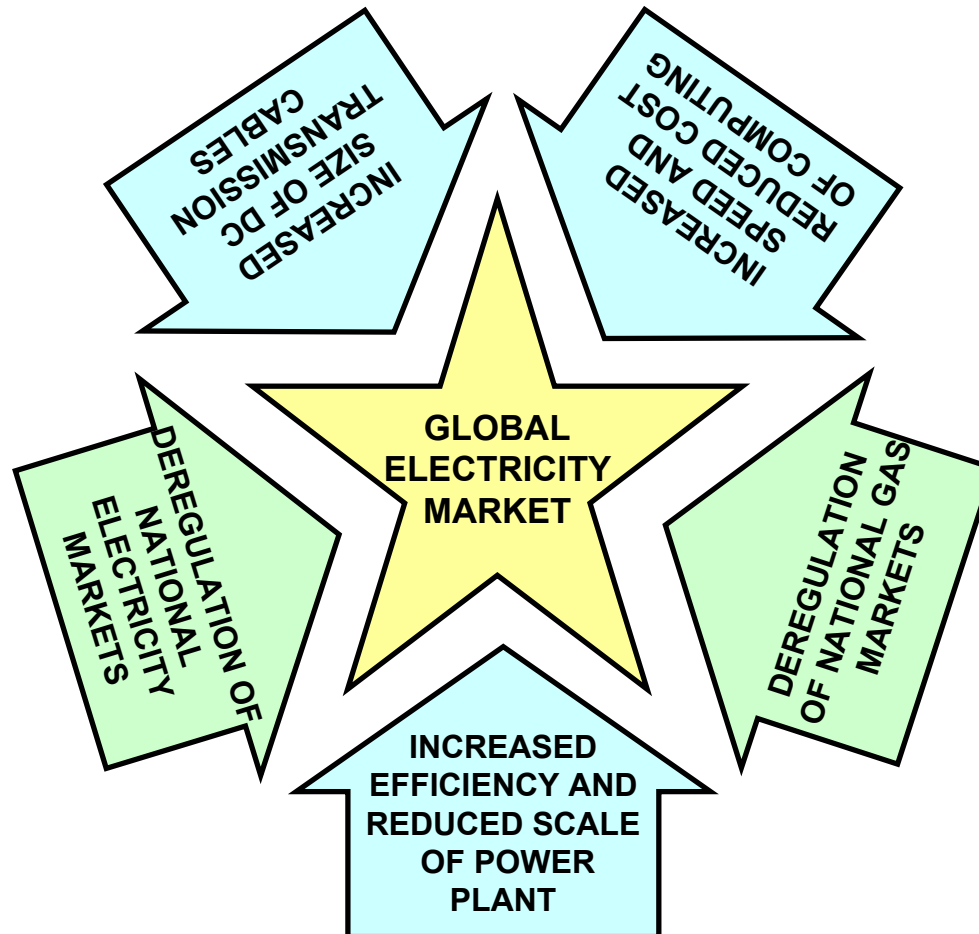 INCREASED
SIZE OF DC
TRANSMISSION
CABLES
INCREASED
SPEED AND
REDUCED COST
OF COMPUTING
GLOBAL
ELECTRICITY
MARKET
DEREGULATION OF
NATIONAL
ELECTRICITY
MARKETS
DEREGULATION
OF NATIONAL GAS
MARKETS
INCREASED
EFFICIENCY AND
REDUCED SCALE
OF POWER
PLANT